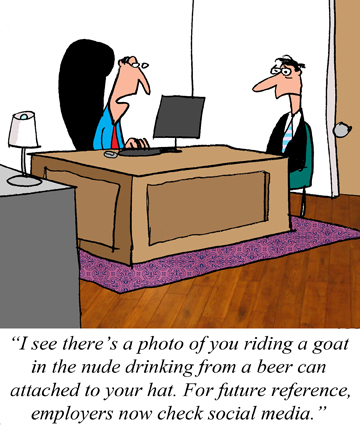 “I see there’s a photo of you riding a goat
in the nude drinking from a beer can
attached to your hat. For future reference,
employers now check social media.”